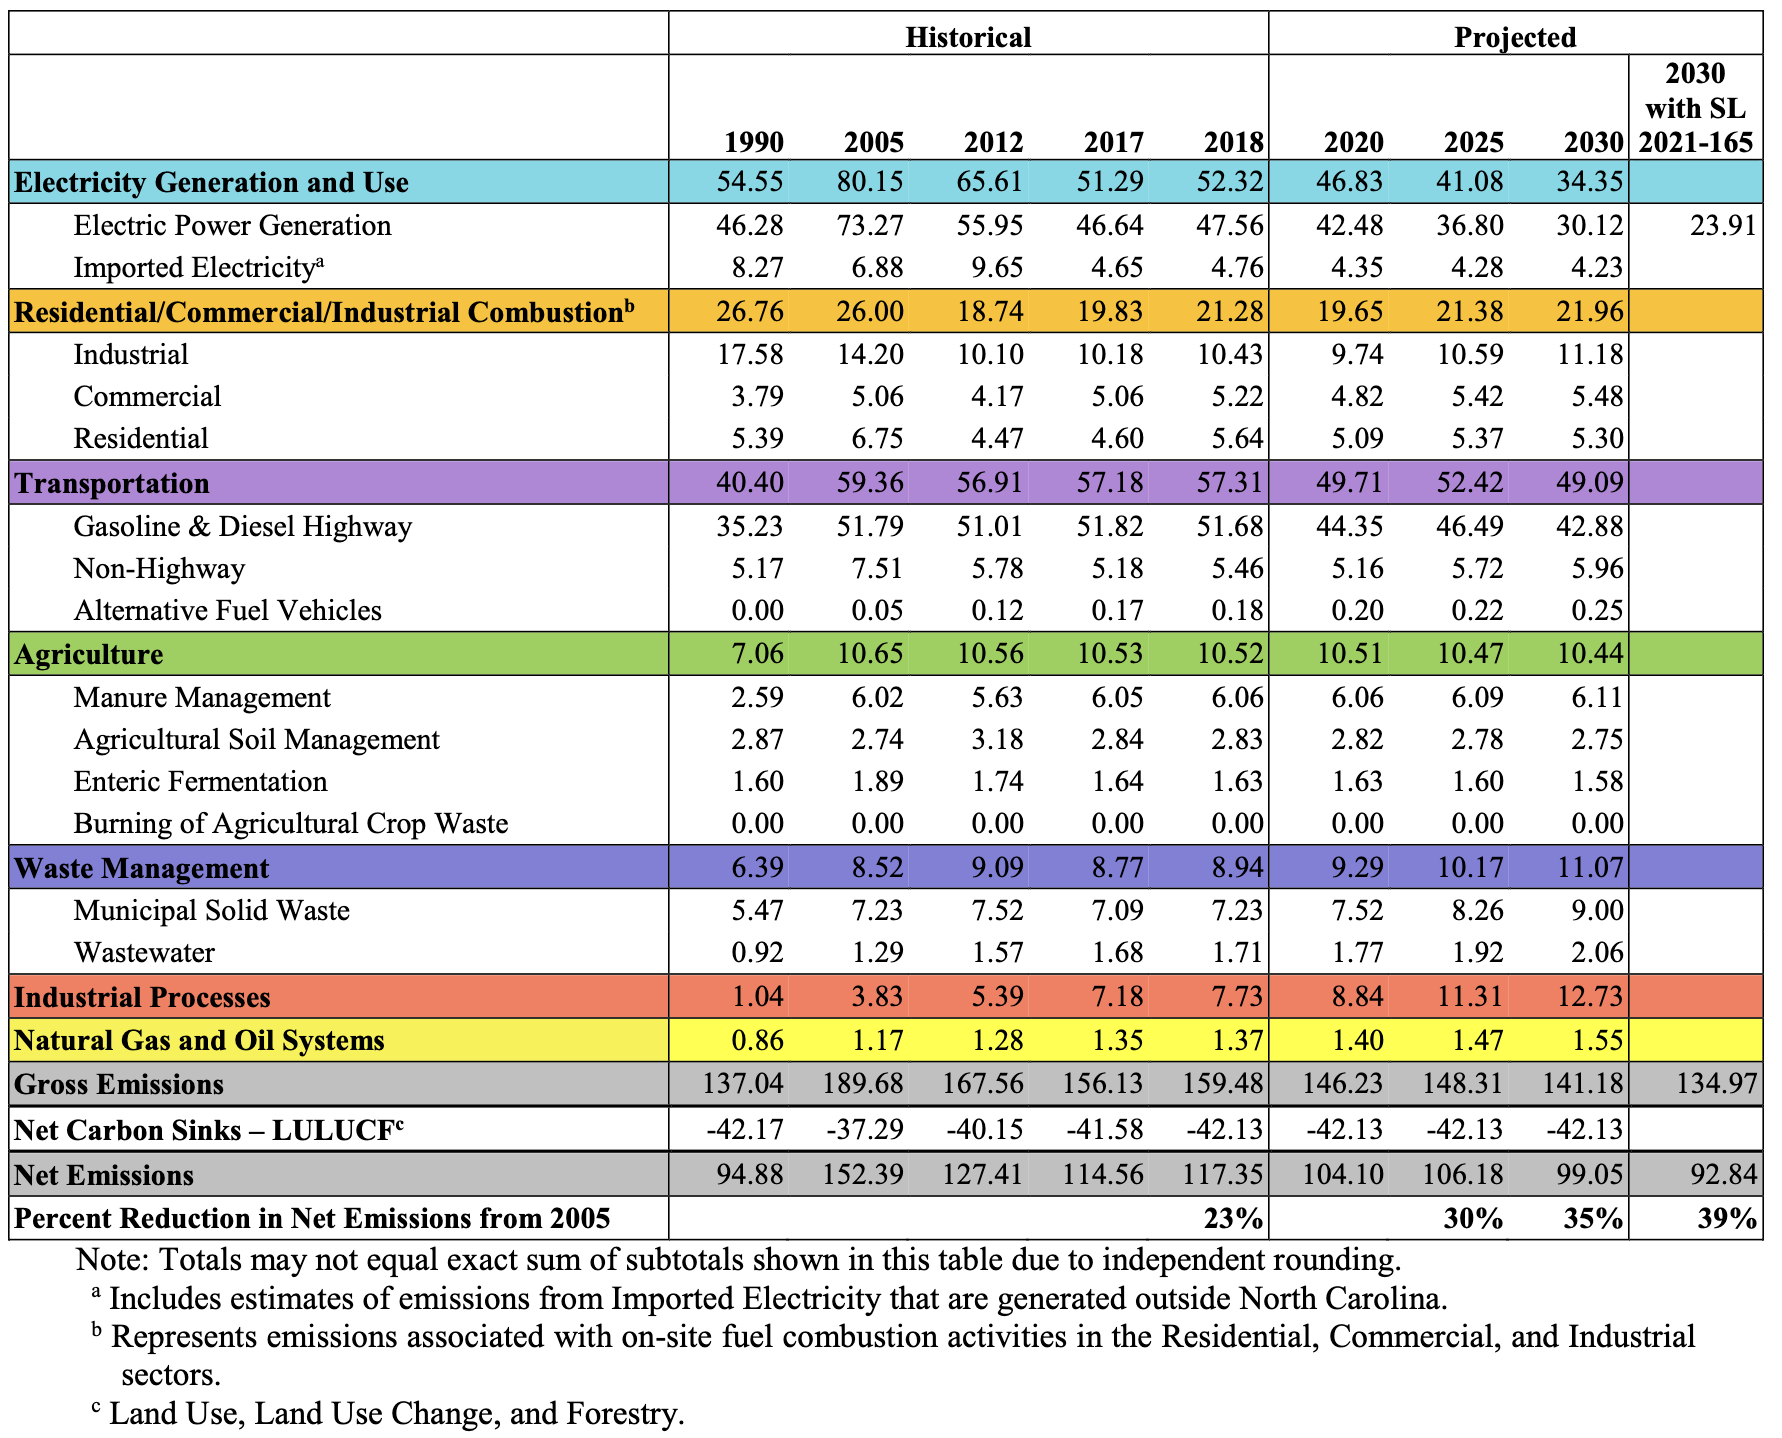 Historical Projected
1990 2005 2012 2017 2018 2020 2025 2030 2030 with SL 2021-165
Electricity Generation and Use 54.55 80.15 65.61 51.29 52.32 46.83 41.08 34.35
Electric Power Generation 46.28 73.27 55.95 46.64 47.56 42.48 36.80 30.12 23.91
Imported Electricityᵃ 8.27 6.88 9.65 4.65 4.76 4.35 4.28 4.23
Residential/Commercial/Industrial Combustionᵇ 26.76 26.00 18.74 19.83 21.28 19.65 21.38 21.96
Industrial 17.58 14.20 10.10 10.18 10.43 9.74 10.59 11.18
Commercial 3.79 5.06 4.17 5.06 5.22 4.82 5.42 5.48
Residential 5.39 6.75 4.47 4.60 5.64 5.09 5.37 5.30
Transportation 40.40 59.36 56.91 57.18 57.31 49.71 52.42 49.09
Gasoline & Diesel Highway 35.23 51.79 51.01 51.82 51.68 44.35 46.49 42.88
Non-Highway 5.17 7.51 5.78 5.18 5.46 5.16 5.72 5.96
Alternative Fuel Vehicles 0.00 0.05 0.12 0.17 0.18 0.20 0.22 0.25
Agriculture 7.06 10.65 10.56 10.53 10.52 10.51 10.47 10.44
Manure Management 2.59 6.02 5.63 6.05 6.06 6.06 6.09 6.11
Agricultural Soil Management 2.87 2.74 3.18 2.84 2.83 2.82 2.78 2.75
Enteric Fermentation 1.60 1.89 1.74 1.64 1.63 1.63 1.60 1.58
Burning of Agricultural Crop Waste 0.00 0.00 0.00 0.00 0.00 0.00 0.00 0.00
Waste Management 6.39 8.52 9.09 8.77 8.94 9.29 10.17 11.07
Municipal Solid Waste 5.47 7.23 7.52 7.09 7.23 7.52 8.26 9.00
Wastewater 0.92 1.29 1.57 1.68 1.71 1.77 1.92 2.06
Industrial Processes 1.04 3.83 5.39 7.18 7.73 8.84 11.31 12.73
Natural Gas and Oil Systems 0.86 1.17 1.28 1.35 1.37 1.40 1.47 1.55
Gross Emissions 137.04 189.68 167.56 156.13 159.48 146.23 148.31 141.18 134.97
Net Carbon Sinks – LULUCFᶜ -42.17 -37.29 -40.15 -41.58 -42.13 -42.13 -42.13 -42.13
Net Emissions 94.88 152.39 127.41 114.56 117.35 104.10 106.18 99.05 92.84
Percent Reduction in Net Emissions from 2005 23% 30% 35% 39%
Note: Totals may not equal exact sum of subtotals shown in this table due to independent rounding.
ᵃ Includes estimates of emissions from Imported Electricity that are generated outside North Carolina.
ᵇ Represents emissions associated with on-site fuel combustion activities in the Residential, Commercial, and Industrial
sectors.
ᶜ Land Use, Land Use Change, and Forestry.